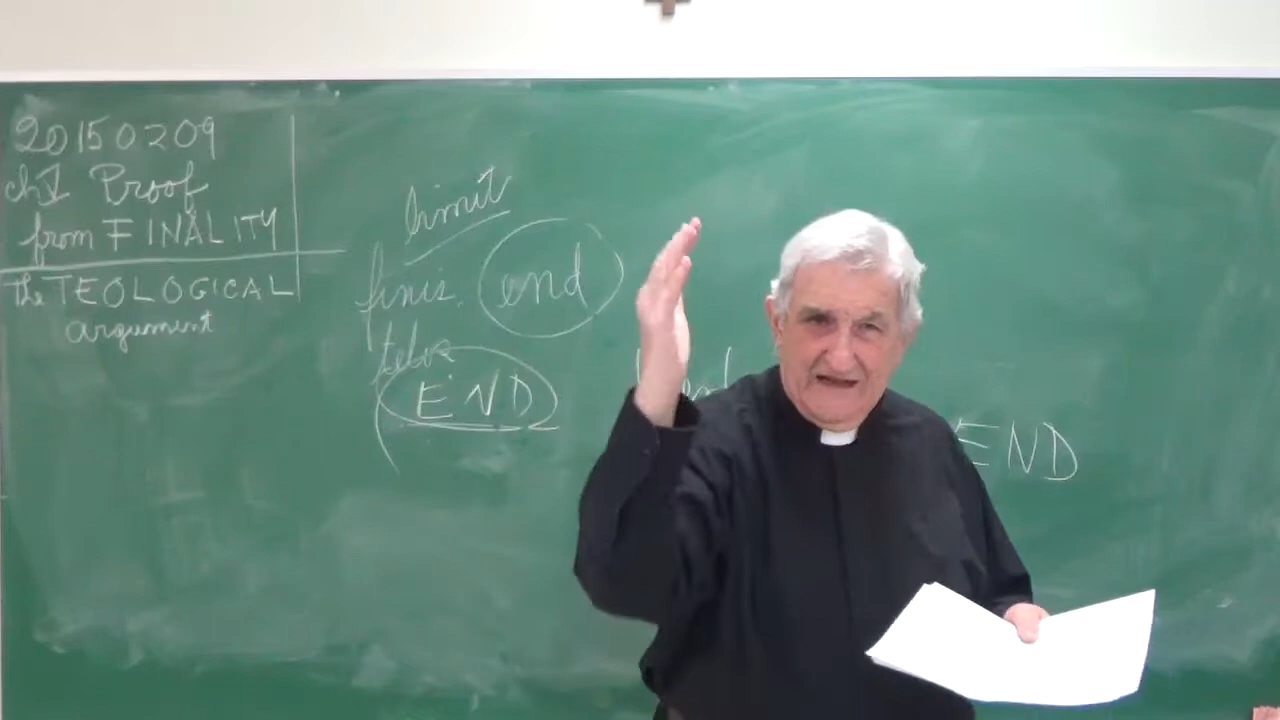 20150209
ch V Proof
from FINALITY
the TEOLOGICAL
argument
limit
finis. end
telos
END
END